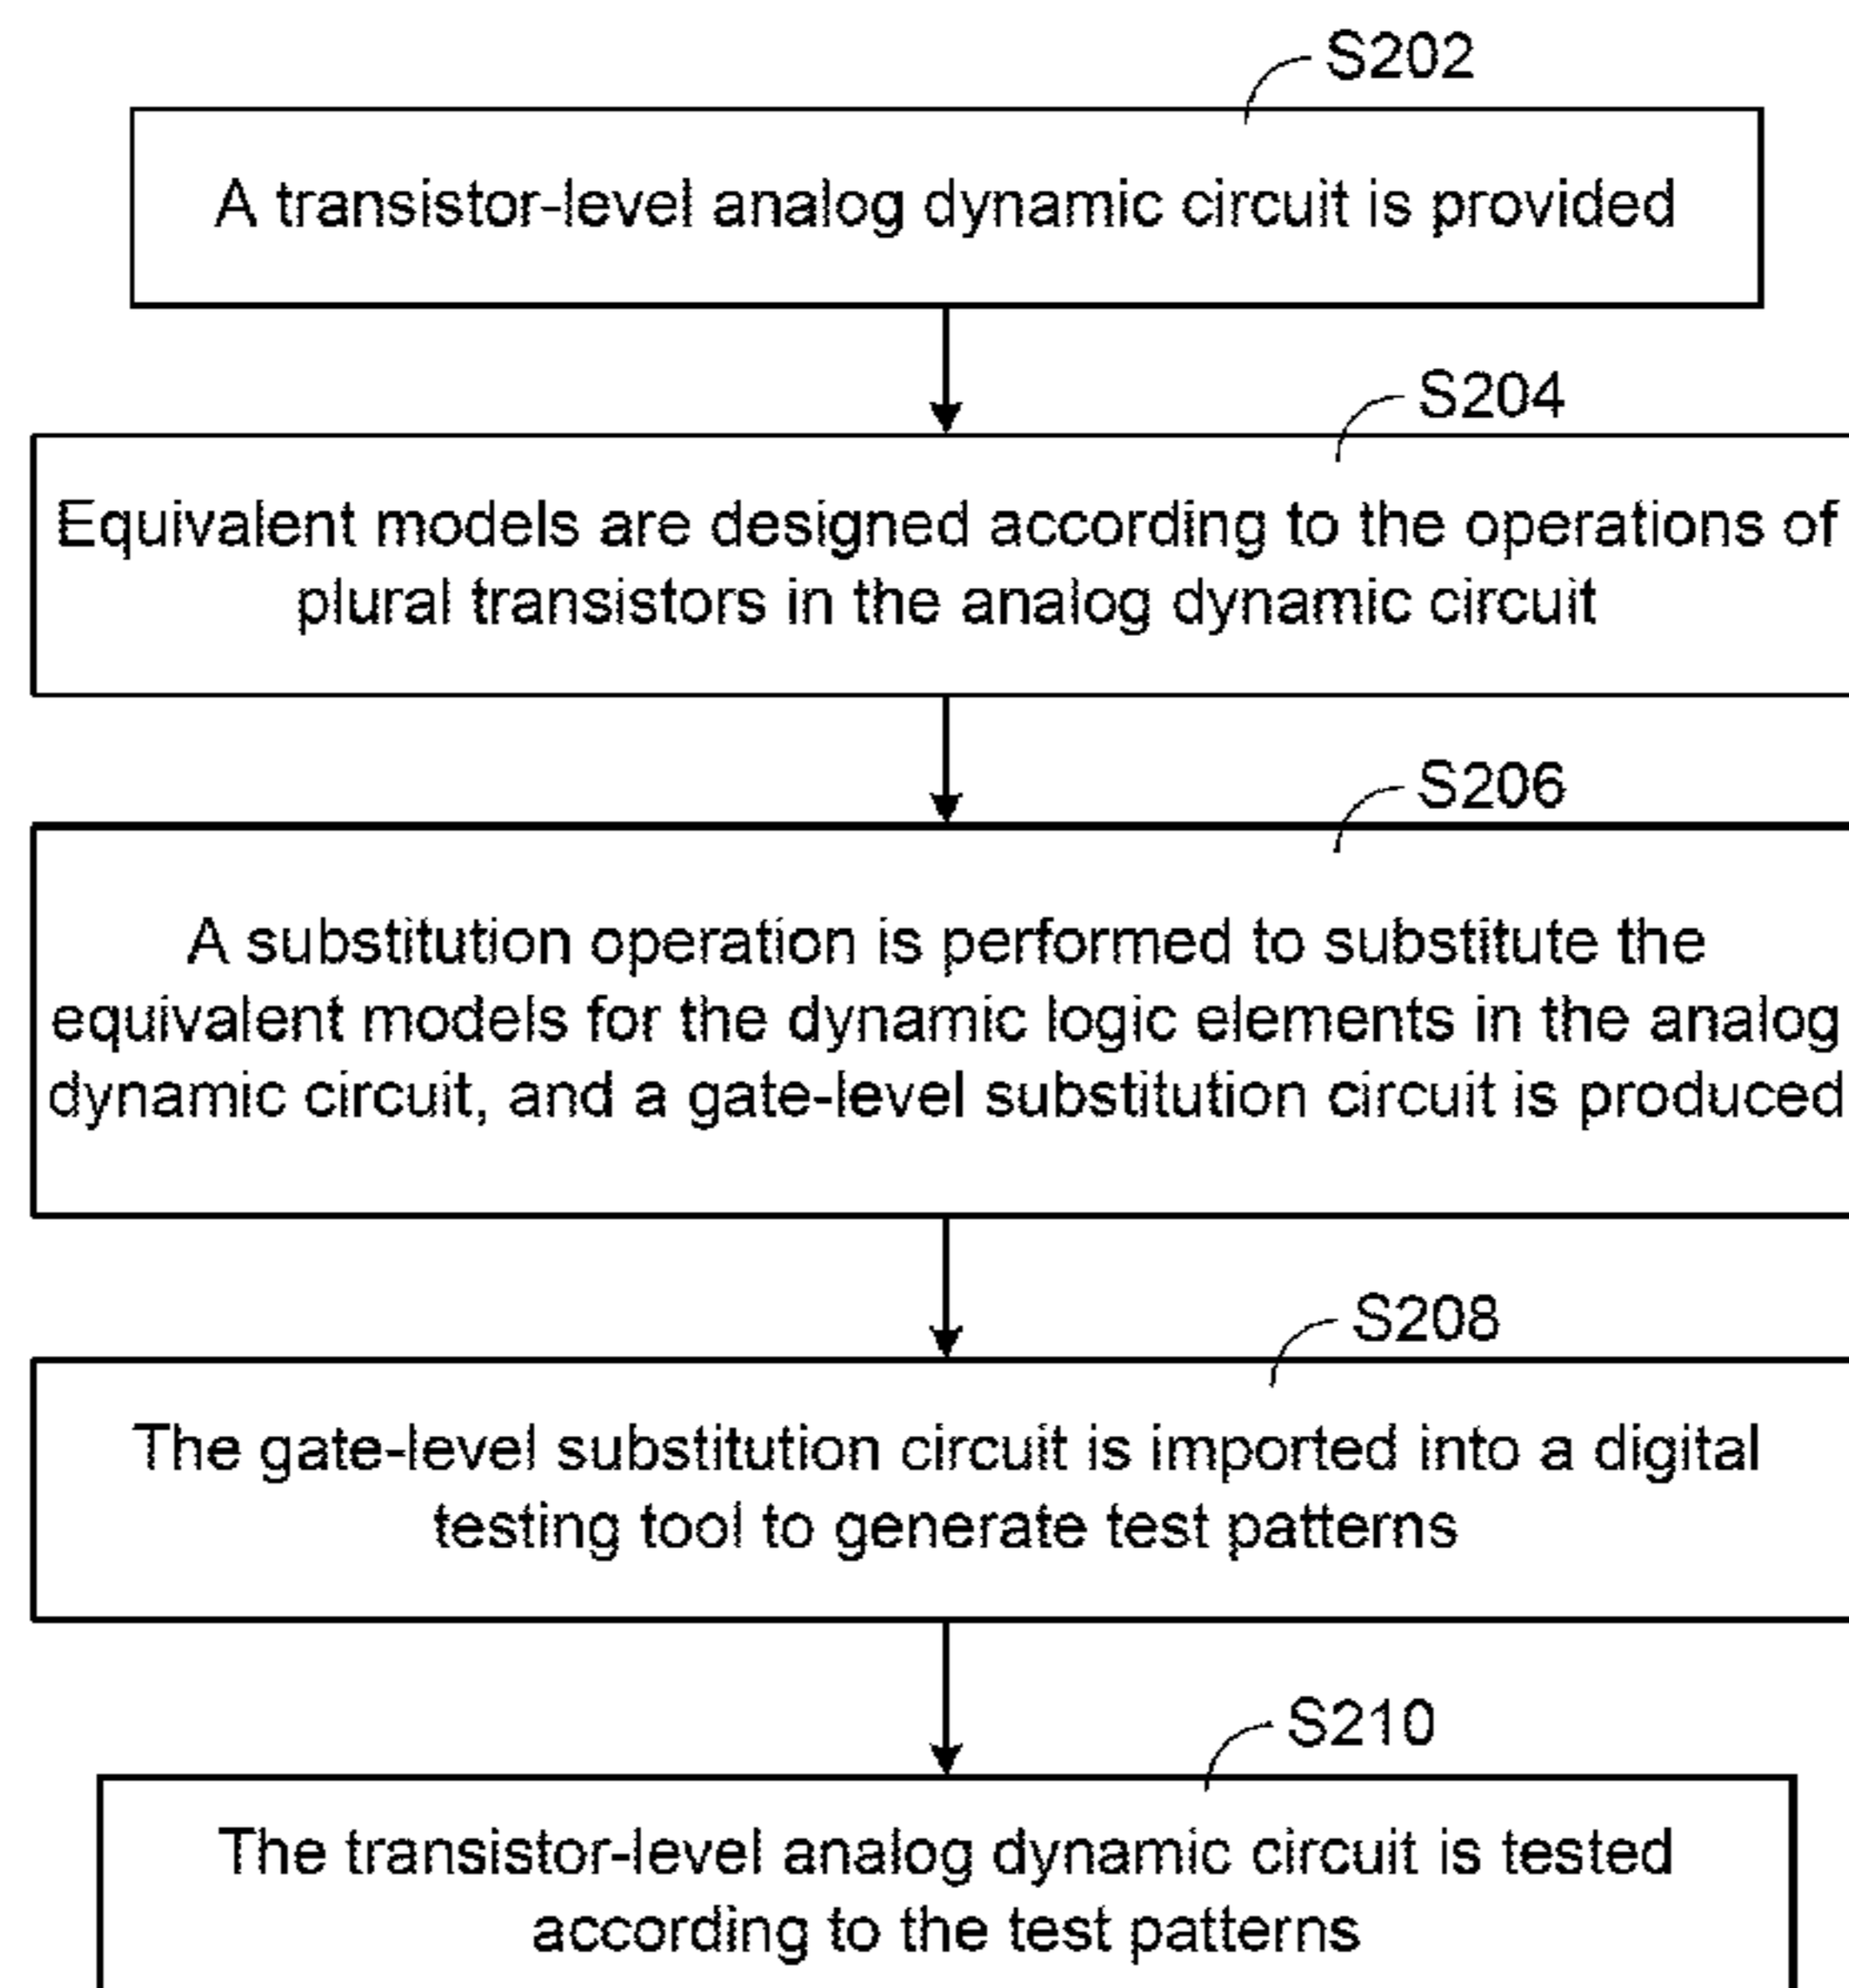 S202
A transistor-level analog dynamic circuit is provided
S204
Equivalent models are designed according to the operations of
plural transistors in the analog dynamic circuit
S206
A substitution operation is performed to substitute the
equivalent models for the dynamic logic elements in the analog
dynamic circuit, and a gate-level substitution circuit is produced
S208
The gate-level substitution circuit is imported into a digital
testing tool to generate test patterns
S210
The transistor-level analog dynamic circuit is tested
according to the test patterns